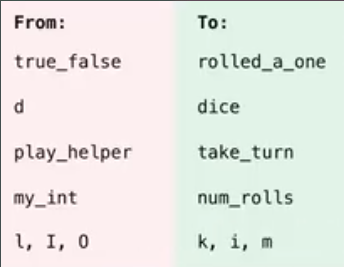 From: To:
true_false rolled_a_one
d dice
play_helper take_turn
my_int num_rolls
l, I, O k, i, m